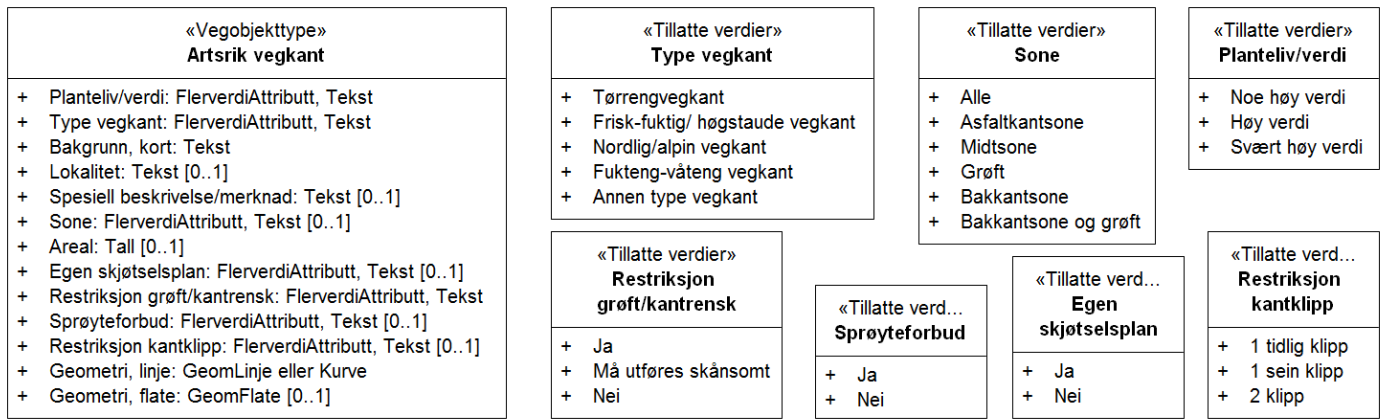 «Vegobjekttype»
Artsrik vegkant
+ Planteliv/verdi: FlerverdiAttributt, Tekst
+ Type vegkant: FlerverdiAttributt, Tekst
+ Bakgrunn, kort: Tekst
+ Lokalitet: Tekst [0..1]
+ Spesiell beskrivelse/merknad: Tekst [0..1]
+ Sone: FlerverdiAttributt, Tekst [0..1]
+ Areal: Tall [0..1]
+ Egen skjøtselsplan: FlerverdiAttributt, Tekst [0..1]
+ Restriksjon grøft/kantrensk: FlerverdiAttributt, Tekst
+ Sprøyteforbud: FlerverdiAttributt, Tekst [0..1]
+ Restriksjon kantklipp: FlerverdiAttributt, Tekst [0..1]
+ Geometri, linje: GeomLinje eller Kurve
+ Geometri, flate: GeomFlate [0..1]
«Tillatte verdier»
Type vegkant
+ Tørrengvegkant
+ Frisk-fuktig/ høgstaude vegkant
+ Nordlig/alpin vegkant
+ Fukteng-våteng vegkant
+ Annen type vegkant
«Tillatte verdier»
Sone
+ Alle
+ Asfaltkantsone
+ Midtsone
+ Grøft
+ Bakkantsone
+ Bakkantsone og grøft
«Tillatte verdier»
Planteliv/verdi
+ Noe høy verdi
+ Høy verdi
+ Svært høy verdi
«Tillatte verdier»
Restriksjon
grøft/kantrensk
+ Ja
+ Må utføres skånsomt
+ Nei
«Tillatte verd...
Sprøyteforbud
+ Ja
+ Nei
«Tillatte verd...
Egen
skjøtselsplan
+ Ja
+ Nei
«Tillatte verd...
Restriksjon
kantklipp
+ 1 tidlig klipp
+ 1 sein klipp
+ 2 klipp